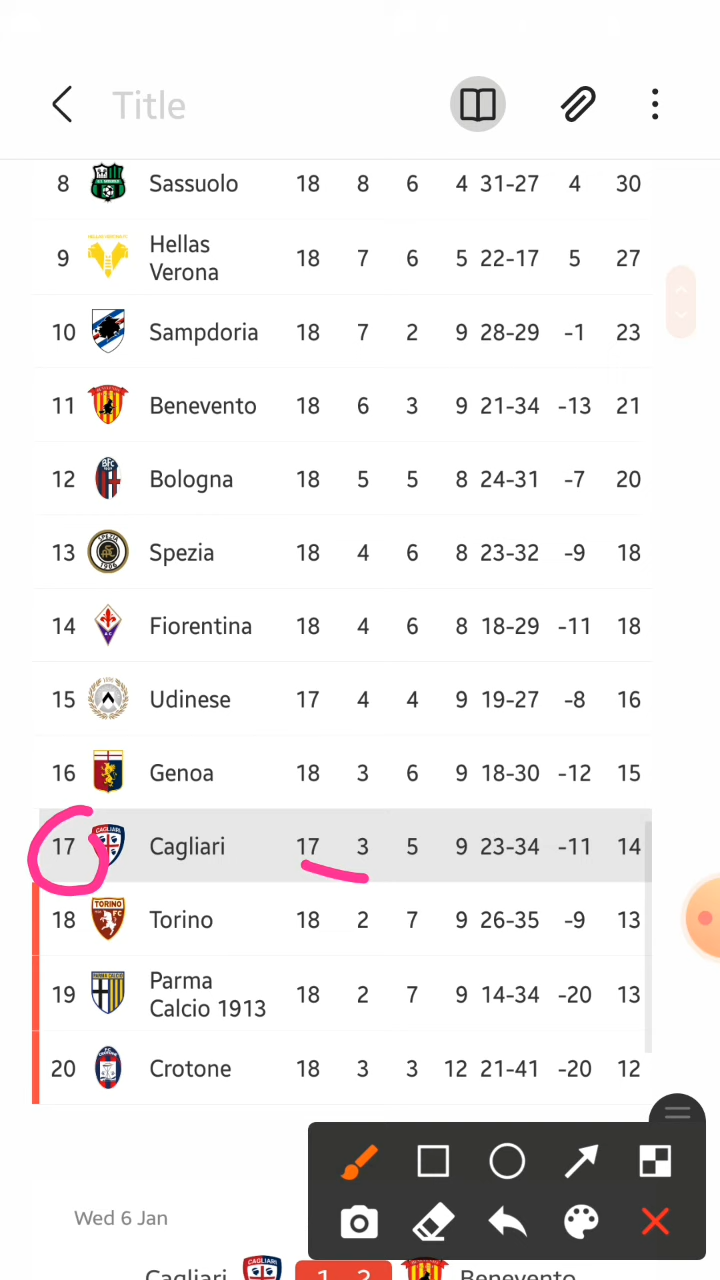 Title
8 Sassuolo 18 8 6 4 31-27 4 30
9 Hellas Verona 18 7 6 5 22-17 5 27
10 Sampdoria 18 7 2 9 28-29 -1 23
11 Benevento 18 6 3 9 21-34 -13 21
12 Bologna 18 5 5 8 24-31 -7 20
13 Spezia 18 4 6 8 23-32 -9 18
14 Fiorentina 18 4 6 8 18-29 -11 18
15 Udinese 17 4 4 9 19-27 -8 16
16 Genoa 18 3 6 9 18-30 -12 15
17 CAGLIARI Cagliari 17 3 5 9 23-34 -11 14
18 TORINO FC Torino 18 2 7 9 26-35 -9 13
19 Parma Calcio 1913 18 2 7 9 14-34 -20 13
20 Crotone 18 3 3 12 21-41 -20 12
Wed 6 Jan
Cagliari 1 2 Benevento